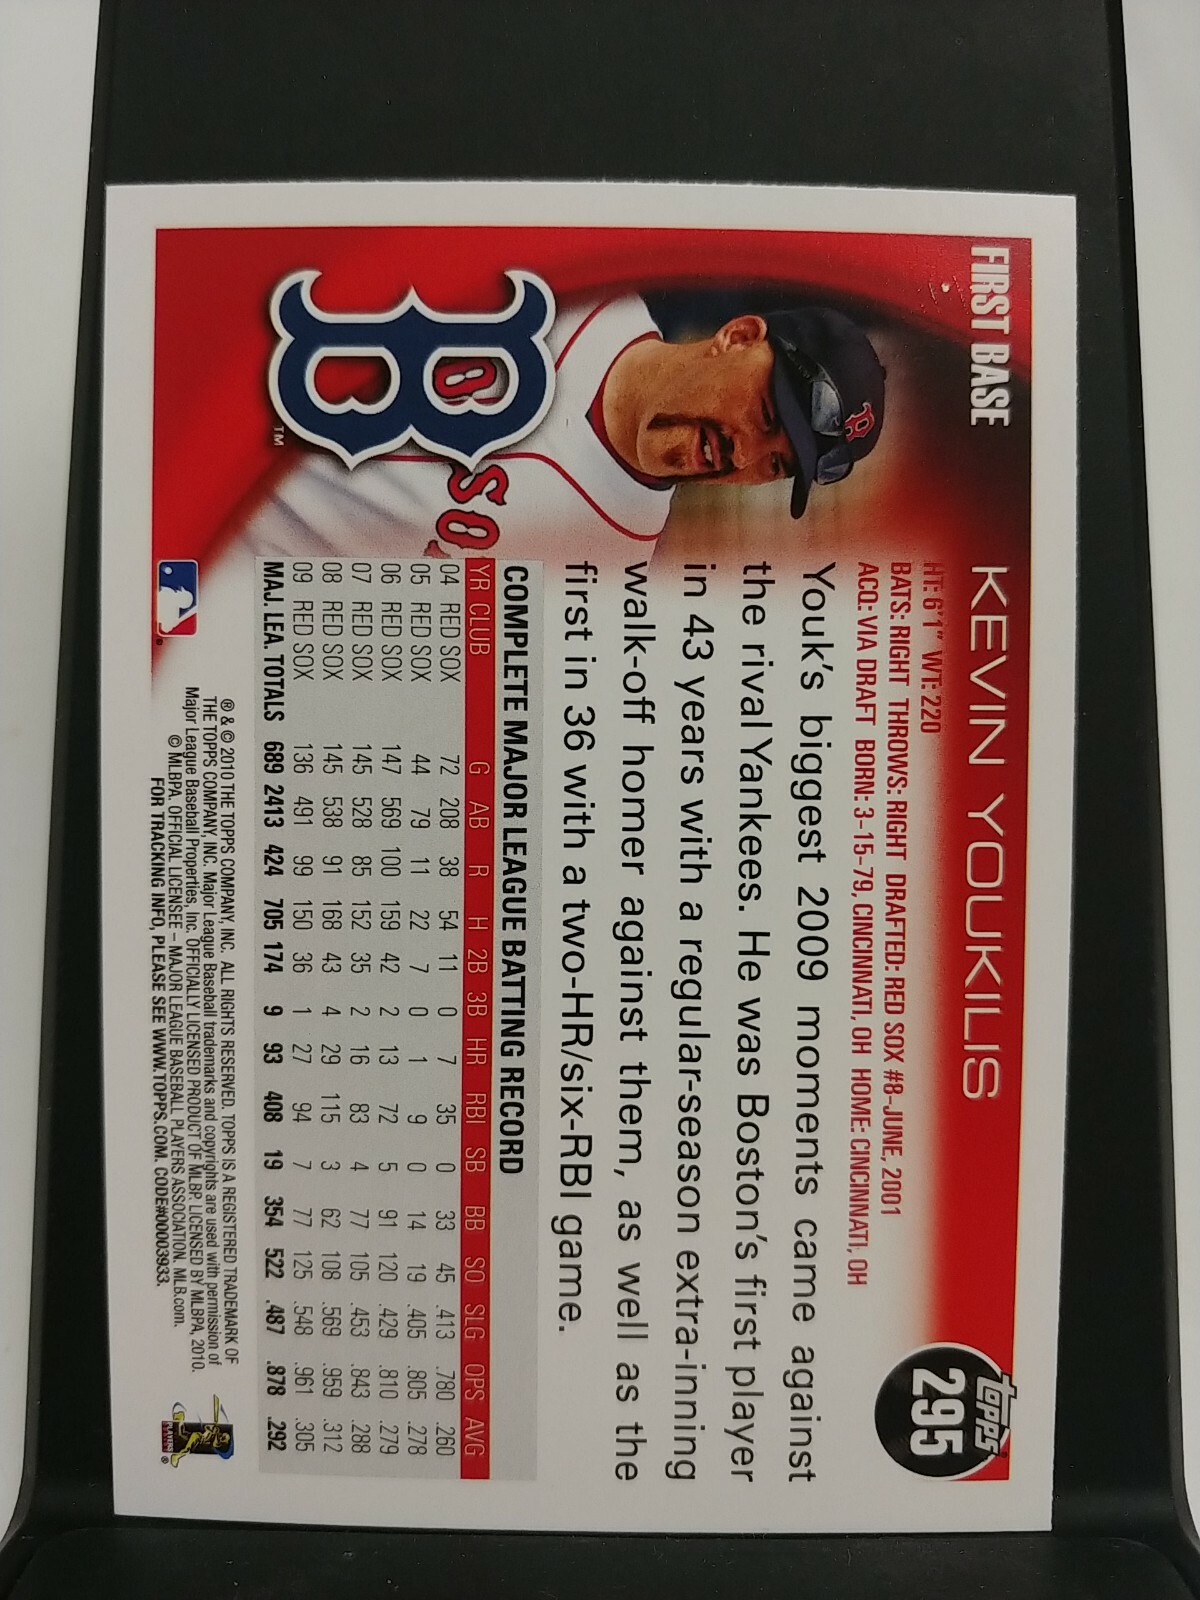 FIRST BASE
KEVIN YOUKILIS
Topps
295
HT: 6'1" WT: 220
BATS: RIGHT THROWS: RIGHT DRAFTED: RED SOX #8-JUNE, 2001
ACQ: VIA DRAFT BORN: 3-15-79, CINCINNATI, OH HOME: CINCINNATI, OH
Youk's biggest 2009 moments came against
the rival Yankees. He was Boston's first player
in 43 years with a regular-season extra-inning
walk-off homer against them, as well as the
first in 36 with a two-HR/six-RBI game.
B
B
B SO
TM
COMPLETE MAJOR LEAGUE BATTING RECORD
YR CLUB G AB R H 2B 3B HR RBI SB BB SO SLG OPS AVG
04 RED SOX 72 208 38 54 11 0 7 35 0 33 45 .413 .780 .260
05 RED SOX 44 79 11 22 7 0 1 9 0 14 19 .405 .805 .278
06 RED SOX 147 569 100 159 42 2 13 72 5 91 120 .429 .810 .279
07 RED SOX 145 528 85 152 35 2 16 83 4 77 105 .453 .843 .288
08 RED SOX 145 538 91 168 43 4 29 115 3 62 108 .569 .959 .312
09 RED SOX 136 491 99 150 36 1 27 94 7 77 125 .548 .961 .305
MAJ. LEA. TOTALS 689 2413 424 705 174 9 93 408 19 354 522 .487 .878 .292
® & © 2010 THE TOPPS COMPANY, INC. ALL RIGHTS RESERVED. TOPPS IS A REGISTERED TRADEMARK OF
THE TOPPS COMPANY, INC. Major League Baseball trademarks and copyrights are used with permission of
Major League Baseball Properties, Inc. OFFICIALLY LICENSED PRODUCT OF MLBP. LICENSED BY MLBPA, 2010.
© MLBPA. OFFICIAL LICENSEE – MAJOR LEAGUE BASEBALL PLAYERS ASSOCIATION. MLB.com.
FOR TRACKING INFO, PLEASE SEE WWW.TOPPS.COM. CODE#00003933.
PLAYERS